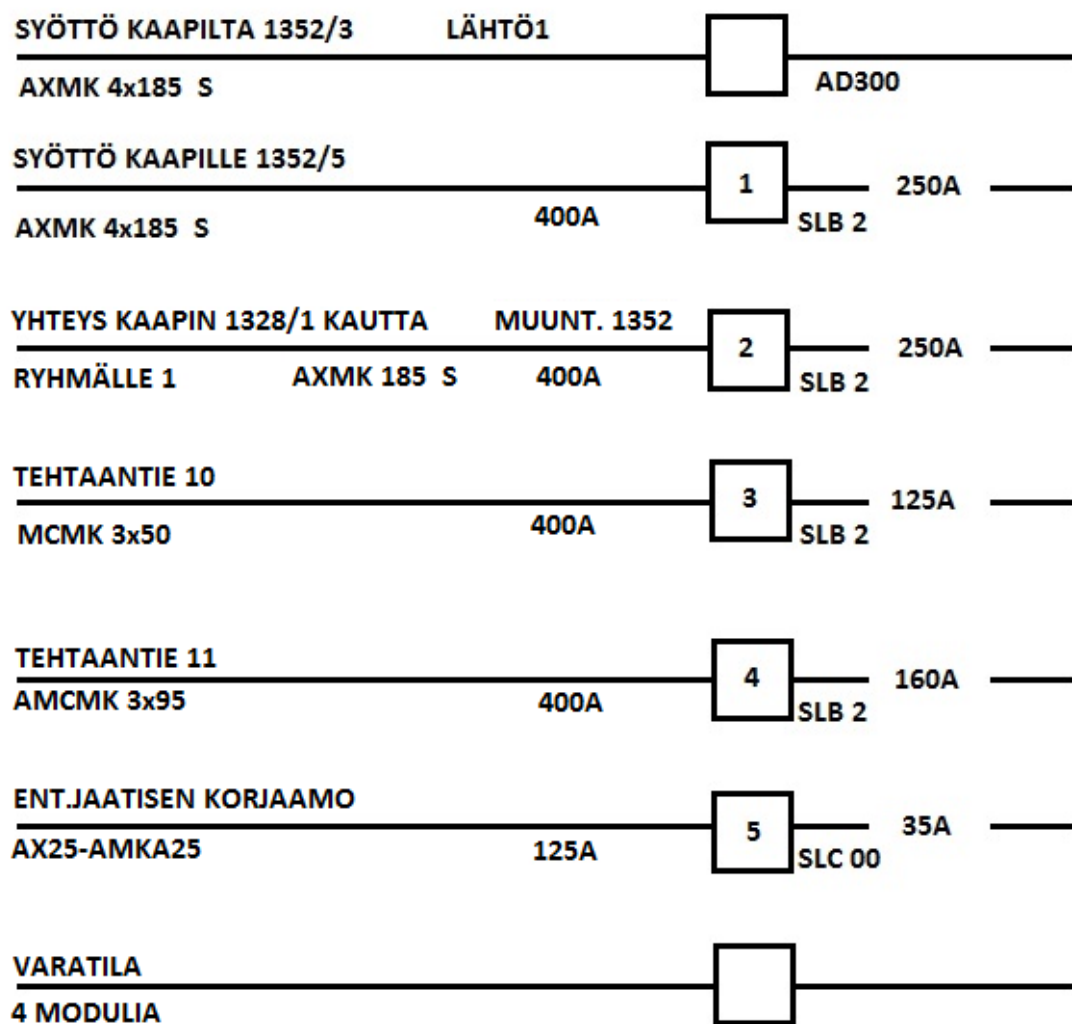 SYÖTTÖ KAAPILTA 1352/3 LÄHTÖ1
AXMK 4x185 S AD300
SYÖTTÖ KAAPILLE 1352/5
1 250A
AXMK 4x185 S 400A SLB 2
YHTEYS KAAPIN 1328/1 KAUTTA MUUNT. 1352
2 250A
RYHMÄLLE 1 AXMK 185 S 400A SLB 2
TEHTAANTIE 10
3 125A
MCMK 3x50 400A SLB 2
TEHTAANTIE 11
4 160A
AMCMK 3x95 400A SLB 2
ENT.JAATISEN KORJAAMO
5 35A
AX25-AMKA25 125A SLC 00
VARATILA
4 MODULIA